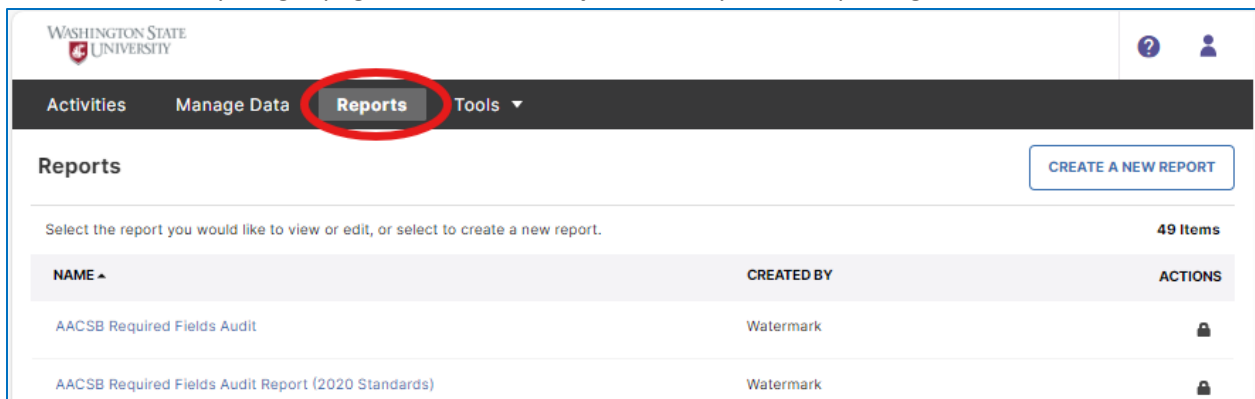 WASHINGTON STATE
UNIVERSITY
?
Activities Manage Data Reports Tools
Reports
CREATE A NEW REPORT
Select the report you would like to view or edit, or select to create a new report.
49 Items
NAME
CREATED BY
ACTIONS
AACSB Required Fields Audit
Watermark
AACSB Required Fields Audit Report (2020 Standards)
Watermark